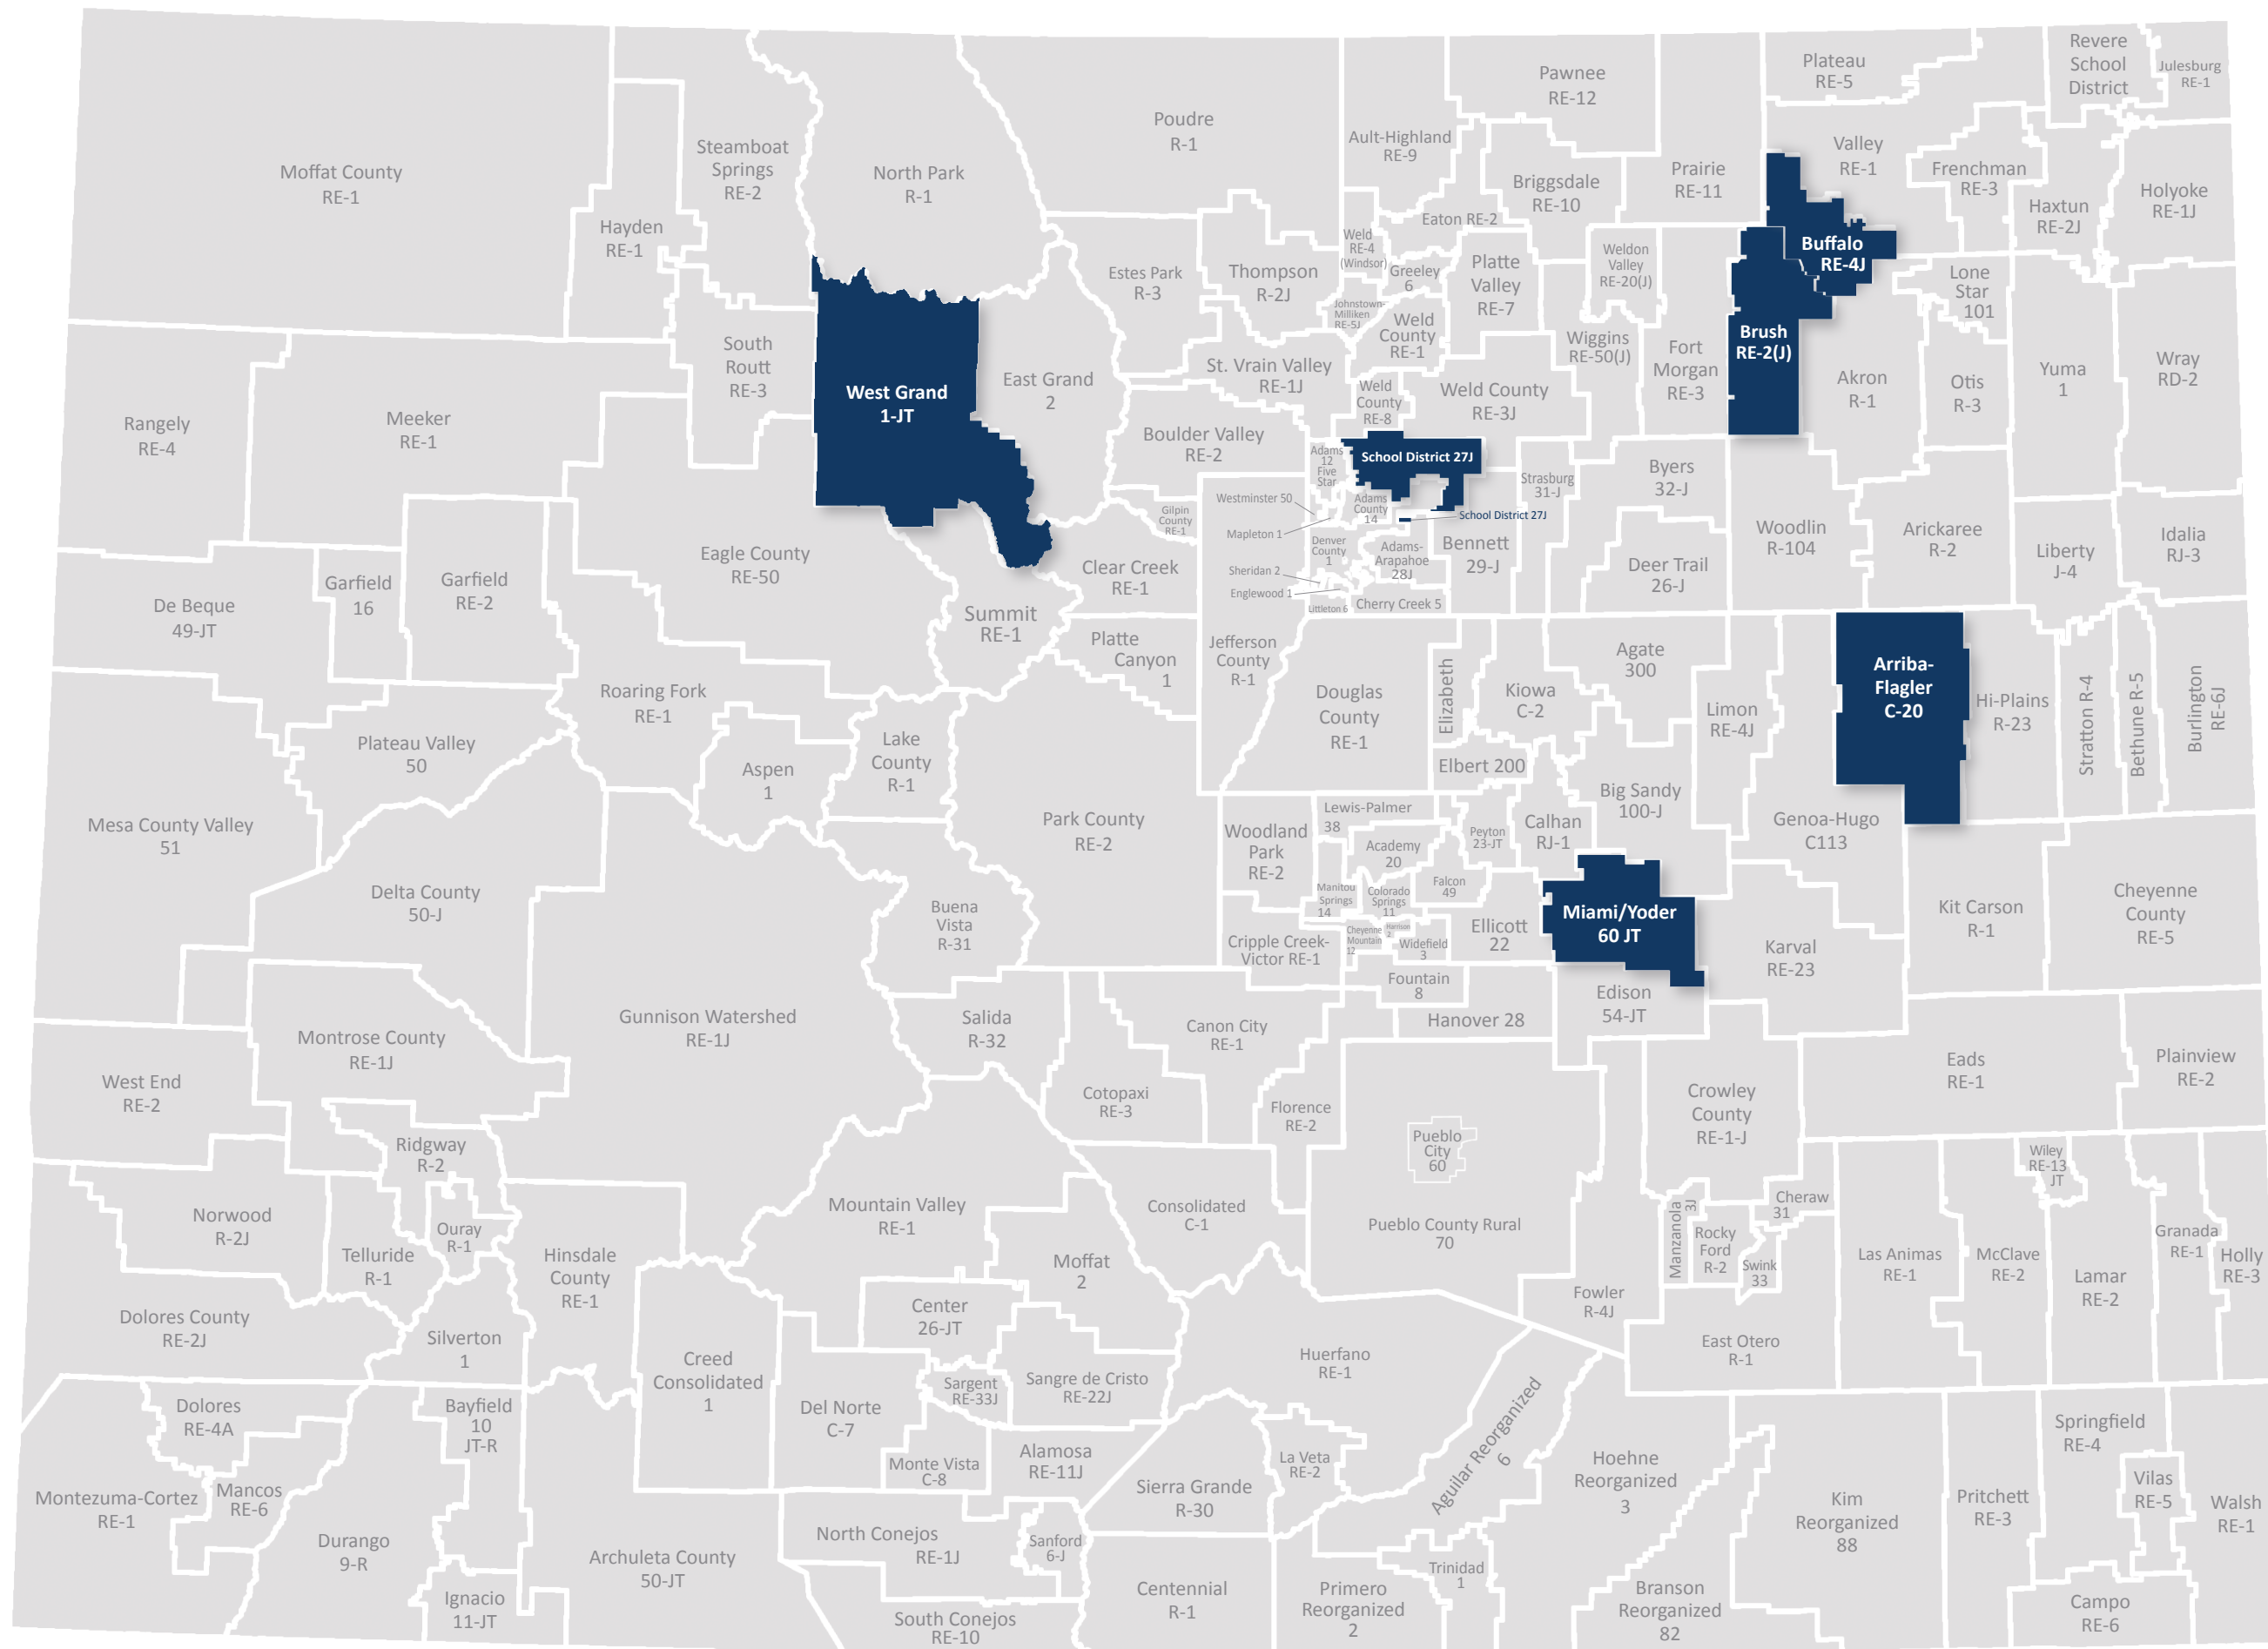 Moffat County
RE-1
Hayden
RE-1
Steamboat
Springs
RE-2
North Park
R-1
Poudre
R-1
Ault-Highland
RE-9
Pawnee
RE-12
Briggsdale
RE-10
Prairie
RE-11
Plateau
RE-5
Revere
School
District
Julesburg
RE-1
Valley
RE-1
Frenchman
RE-3
Haxtun
RE-2J
Holyoke
RE-1J
Eaton RE-2
Weld
RE-4
(Windsor)
Greeley
6
Platte
Valley
RE-7
Weldon
Valley
RE-20(J)
Buffalo
RE-4J
Lone
Star
101
Estes Park
R-3
Thompson
R-2J
Johnstown-
Milliken
RE-5J
Weld
County
RE-1
Wiggins
RE-50(J)
Fort
Morgan
RE-3
Brush
RE-2(J)
Akron
R-1
Otis
R-3
Yuma
1
Wray
RD-2
South
Routt
RE-3
West Grand
1-JT
East Grand
2
St. Vrain Valley
RE-1J
Weld
County
RE-8
Weld County
RE-3J
Rangely
RE-4
Meeker
RE-1
Boulder Valley
RE-2
Adams
12
Five
Star
School District 27J
Strasburg
31-J
Byers
32-J
Westminster 50
Adams
County
14
School District 27J
Gilpin
County
RE-1
Mapleton 1
Denver
County
1
Adams-
Arapahoe
28J
Bennett
29-J
Deer Trail
26-J
Woodlin
R-104
Arickaree
R-2
Liberty
J-4
Idalia
RJ-3
Eagle County
RE-50
Clear Creek
RE-1
Sheridan 2
Englewood 1
Littleton 6
Cherry Creek 5
De Beque
49-JT
Garfield
16
Garfield
RE-2
Summit
RE-1
Platte
Canyon
1
Jefferson
County
R-1
Douglas
County
RE-1
Elizabeth
Kiowa
C-2
Agate
300
Limon
RE-4J
Arriba-
Flagler
C-20
Hi-Plains
R-23
Stratton R-4
Bethune R-5
Burlington
RE-6J
Roaring Fork
RE-1
Plateau Valley
50
Aspen
1
Lake
County
R-1
Elbert 200
Big Sandy
100-J
Mesa County Valley
51
Park County
RE-2
Woodland
Park
RE-2
Lewis-Palmer
38
Academy
20
Peyton
23-JT
Calhan
RJ-1
Genoa-Hugo
C113
Delta County
50-J
Buena
Vista
R-31
Manitou
Springs
14
Colorado
Springs
11
Falcon
49
Ellicott
22
Miami/Yoder
60 JT
Karval
RE-23
Kit Carson
R-1
Cheyenne
County
RE-5
Cripple Creek-
Victor RE-1
Cheyenne
Mountain
12
Harrison
2
Widefield
3
Fountain
8
Hanover 28
Edison
54-JT
Gunnison Watershed
RE-1J
Salida
R-32
Canon City
RE-1
Montrose County
RE-1J
West End
RE-2
Cotopaxi
RE-3
Florence
RE-2
Crowley
County
RE-1-J
Eads
RE-1
Plainview
RE-2
Pueblo
City
60
Ridgway
R-2
Wiley
RE-13
JT
Norwood
R-2J
Ouray
R-1
Telluride
R-1
Hinsdale
County
RE-1
Mountain Valley
RE-1
Consolidated
C-1
Moffat
2
Pueblo County Rural
70
Manzanola
3J
Rocky
Ford
R-2
Cheraw
31
Swink
33
Las Animas
RE-1
McClave
RE-2
Lamar
RE-2
Granada
RE-1
Holly
RE-3
Fowler
R-4J
Dolores County
RE-2J
Silverton
1
Center
26-JT
East Otero
R-1
Creed
Consolidated
1
Huerfano
RE-1
Sargent
RE-33J
Sangre de Cristo
RE-22J
Del Norte
C-7
Dolores
RE-4A
Bayfield
10
JT-R
Monte Vista
C-8
Alamosa
RE-11J
La Veta
RE-2
Aguilar Reorganized
6
Hoehne
Reorganized
3
Springfield
RE-4
Vilas
RE-5
Walsh
RE-1
Montezuma-Cortez
RE-1
Mancos
RE-6
Sierra Grande
R-30
Kim
Reorganized
88
Pritchett
RE-3
Durango
9-R
North Conejos
RE-1J
Sanford
6-J
Archuleta County
50-JT
Trinidad
1
Ignacio
11-JT
Centennial
R-1
Primero
Reorganized
2
Branson
Reorganized
82
Campo
RE-6
South Conejos
RE-10